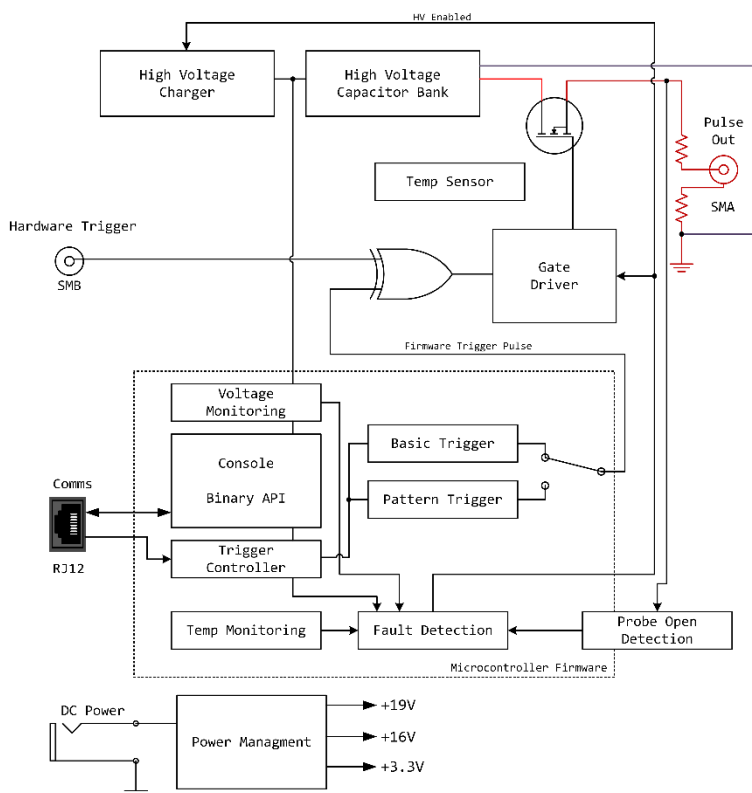 HV Enabled
High Voltage
Charger
High Voltage
Capacitor Bank
Pulse
Out
SMA
Temp Sensor
Hardware Trigger
SMB
Gate
Driver
Firmware Trigger Pulse
Voltage
Monitoring
Basic Trigger
Console
Binary API
Pattern Trigger
Comms
RJ12
Trigger
Controller
Temp Monitoring
Fault Detection
Probe Open
Detection
Microcontroller Firmware
DC Power
Power Managment
+19V
+16V
+3.3V